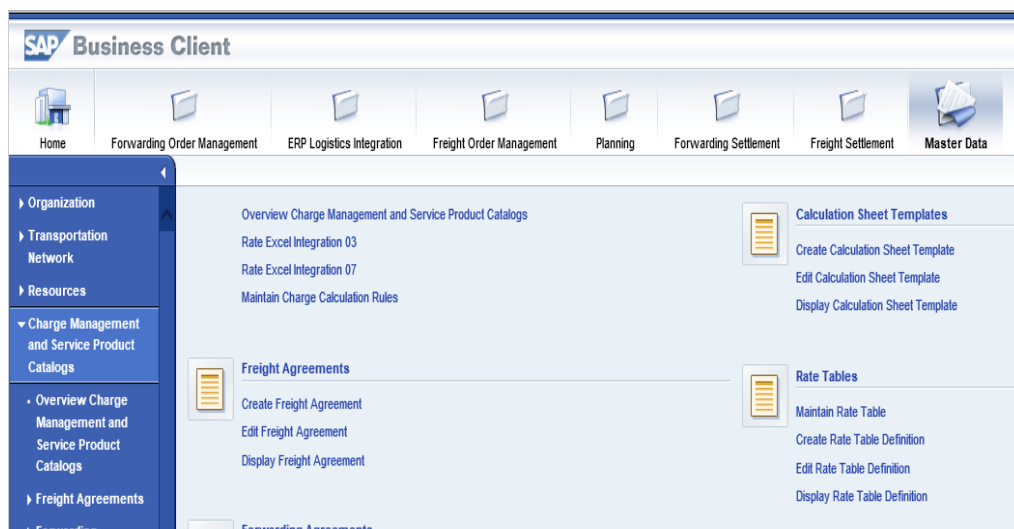 SAP Business Client
Home
Forwarding Order Management
ERP Logistics Integration
Freight Order Management
Planning
Forwarding Settlement
Freight Settlement
Master Data
Organization
Transportation
Network
Resources
Charge Management
and Service Product
Catalogs
Overview Charge
Management and
Service Product
Catalogs
Freight Agreements
Overview Charge Management and Service Product Catalogs
Rate Excel Integration 03
Rate Excel Integration 07
Maintain Charge Calculation Rules
Freight Agreements
Create Freight Agreement
Edit Freight Agreement
Display Freight Agreement
Forwarding Agreements
Calculation Sheet Templates
Create Calculation Sheet Template
Edit Calculation Sheet Template
Display Calculation Sheet Template
Rate Tables
Maintain Rate Table
Create Rate Table Definition
Edit Rate Table Definition
Display Rate Table Definition